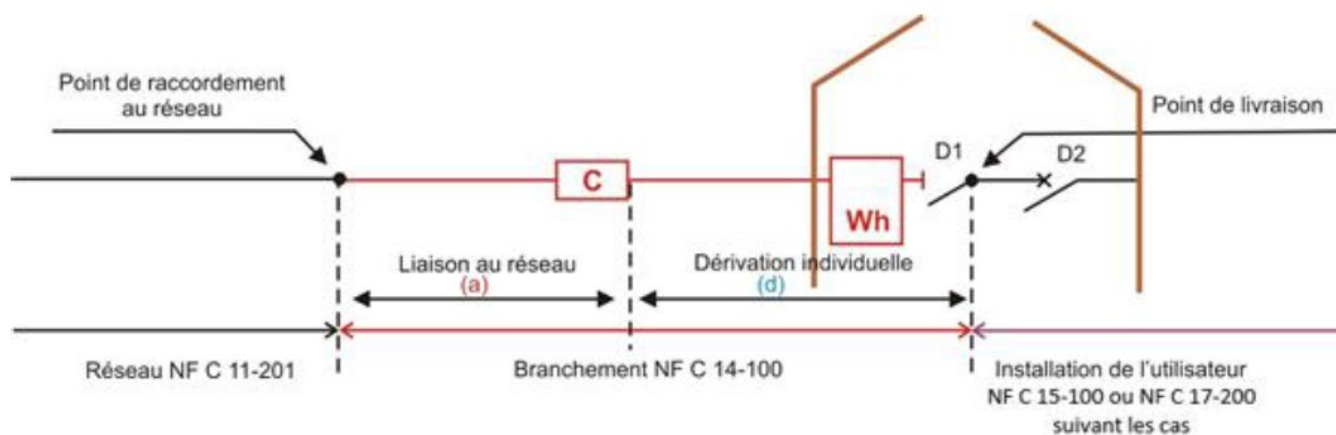 Point de raccordement
au réseau
Point de livraison
D1
D2
C
Wh
Liaison au réseau
(a)
Dérivation individuelle
(d)
Réseau NF C 11-201
Branchement NF C 14-100
Installation de l'utilisateur
NF C 15-100 ou NF C 17-200
suivant les cas